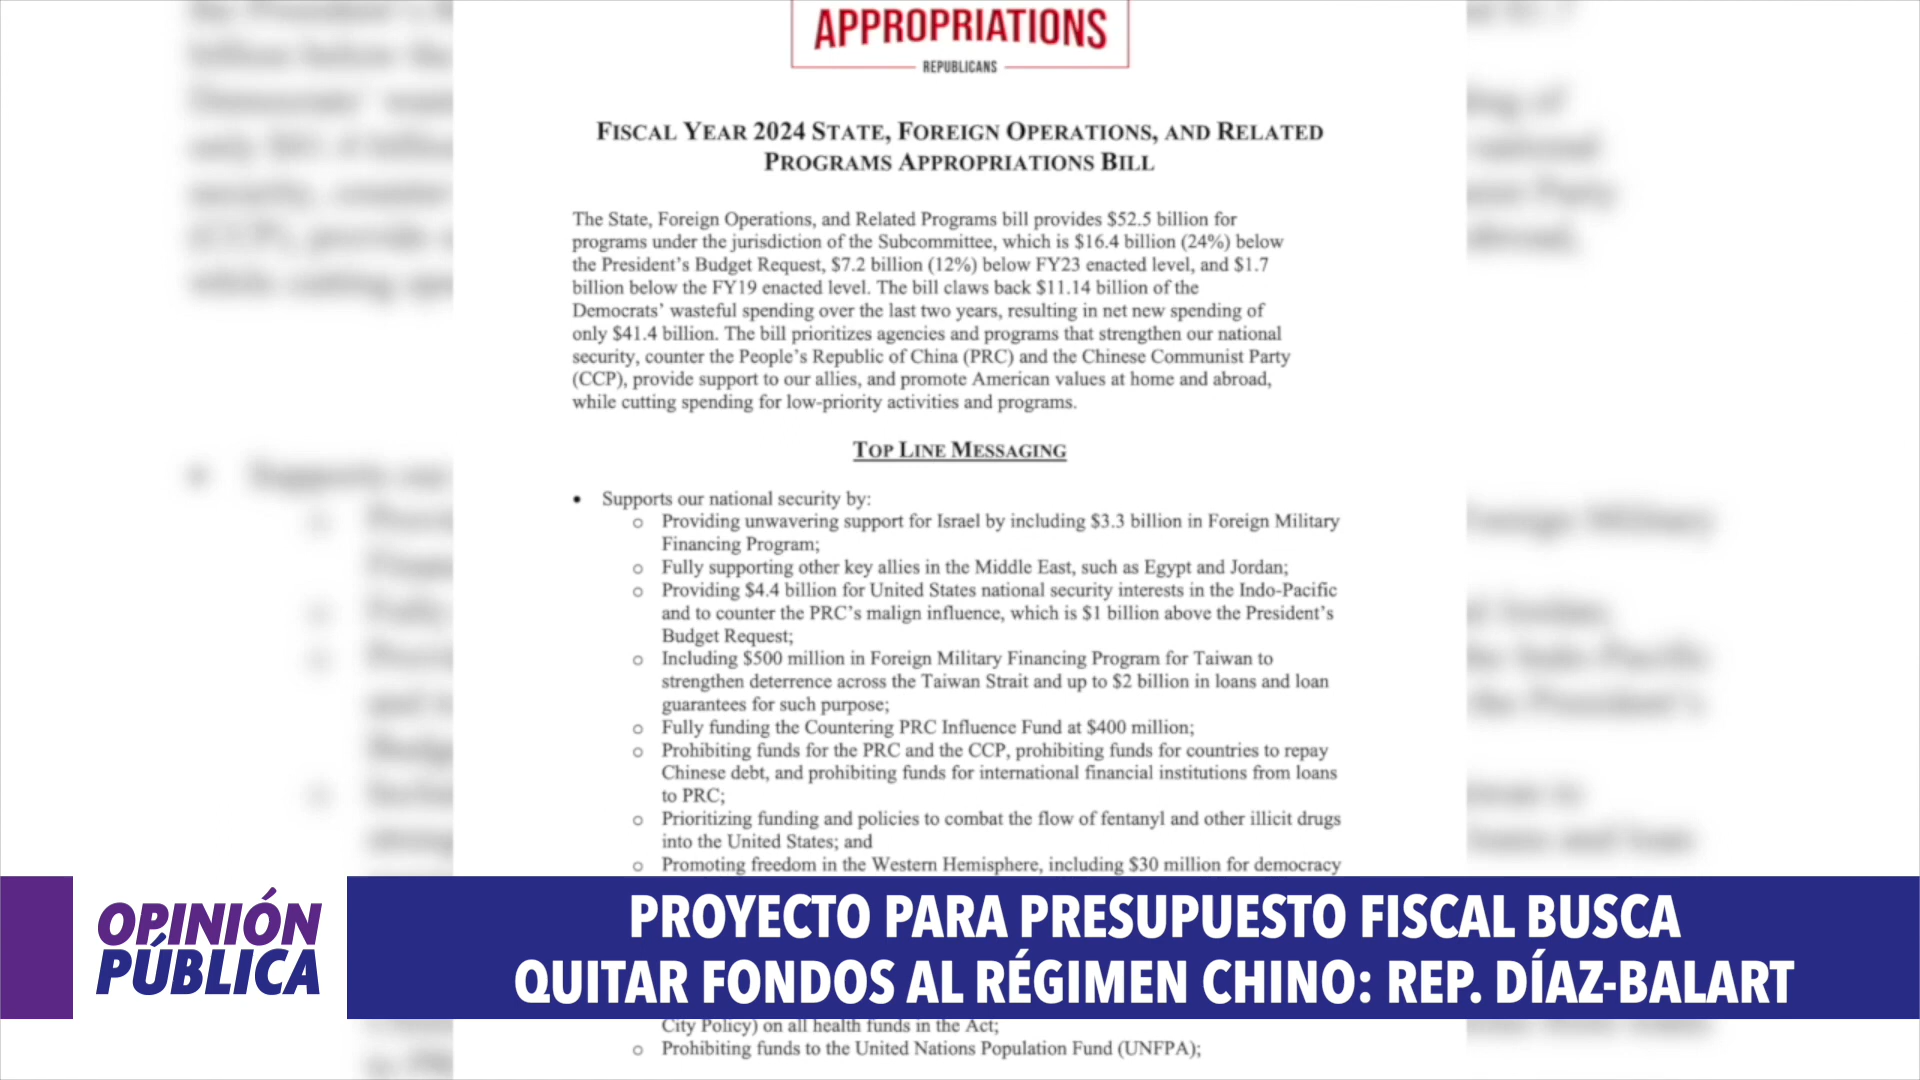 APPROPRIATIONS
REPUBLICANS
FISCAL YEAR 2024 STATE, FOREIGN OPERATIONS, AND RELATED
PROGRAMS APPROPRIATIONS BILL
The State, Foreign Operations, and Related Programs bill provides $52.5 billion for
programs under the jurisdiction of the Subcommittee, which is $16.4 billion (24%) below
the President’s Budget Request, $7.2 billion (12%) below FY23 enacted level, and $1.7
billion below the FY19 enacted level. The bill claws back $11.14 billion of the
Democrats’ wasteful spending over the last two years, resulting in net new spending of
only $41.4 billion. The bill prioritizes agencies and programs that strengthen our national
security, counter the People’s Republic of China (PRC) and the Chinese Communist Party
(CCP), provide support to our allies, and promote American values at home and abroad,
while cutting spending for low-priority activities and programs.
TOP LINE MESSAGING
• Supports our national security by:
o Providing unwavering support for Israel by including $3.3 billion in Foreign Military
Financing Program;
o Fully supporting other key allies in the Middle East, such as Egypt and Jordan;
o Providing $4.4 billion for United States national security interests in the Indo-Pacific
and to counter the PRC’s malign influence, which is $1 billion above the President’s
Budget Request;
o Including $500 million in Foreign Military Financing Program for Taiwan to
strengthen deterrence across the Taiwan Strait and up to $2 billion in loans and loan
guarantees for such purpose;
o Fully funding the Countering PRC Influence Fund at $400 million;
o Prohibiting funds for the PRC and the CCP, prohibiting funds for countries to repay
Chinese debt, and prohibiting funds for international financial institutions from loans
to PRC;
o Prioritizing funding and policies to combat the flow of fentanyl and other illicit drugs
into the United States; and
o Promoting freedom in the Western Hemisphere, including $30 million for democracy
OPINIÓN
PÚBLICA
PROYECTO PARA PRESUPUESTO FISCAL BUSCA
QUITAR FONDOS AL RÉGIMEN CHINO: REP. DÍAZ-BALART
City Policy) on all health funds in the Act;
o Prohibiting funds to the United Nations Population Fund (UNFPA);